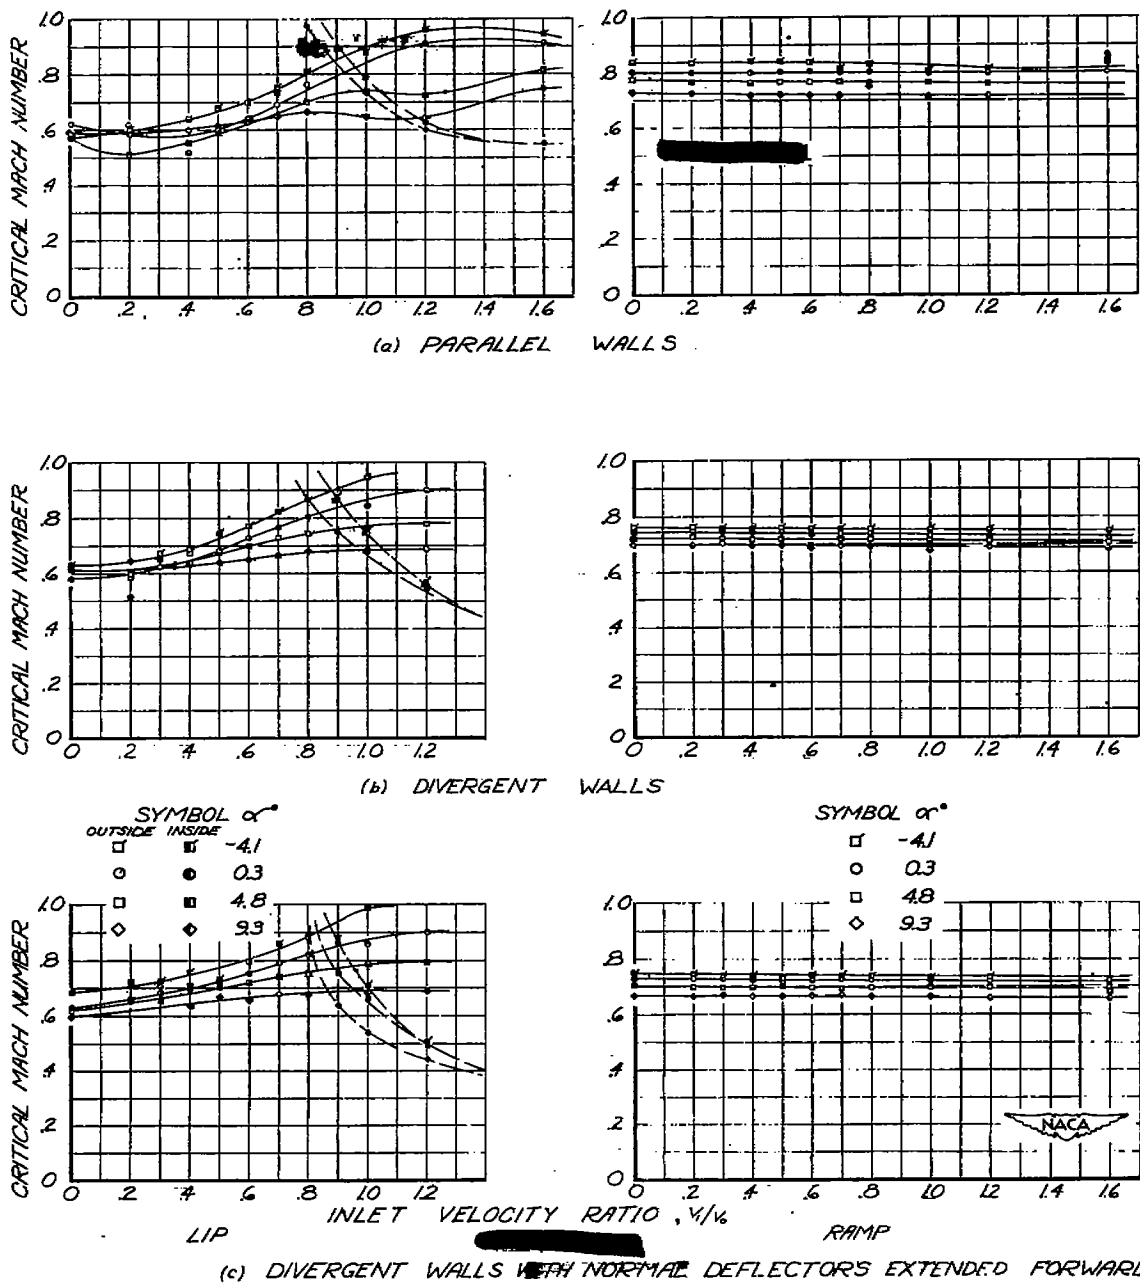 CRITICAL MACH NUMBER
1.0
.8
.6
.4
.2
0
0 .2 .4 .6 .8 1.0 1.2 1.4 1.6
1.0
.8
.6
.4
.2
0
0 .2 .4 .6 .8 1.0 1.2 1.4 1.6
(a) PARALLEL WALLS
CRITICAL MACH NUMBER
1.0
.8
.6
.4
.2
0
0 .2 .4 .6 .8 1.0 1.2
1.0
.8
.6
.4
2
0
0 .2 .4 .6 .8 1.0 1.2 1.4 1.6
(b) DIVERGENT WALLS
SYMBOL α°
OUTSIDE INSIDE
-4.1
0.3
4.8
9.3
SYMBOL α°
-4.1
0.3
4.8
9.3
CRITICAL MACH NUMBER
1.0
.8
.6
.4
.2
0
0 .2 .4 .6 .8 1.0 1.2
1.0
.8
.6
.4
.2
0
0 .2 .4 .6 .8 1.0 1.2 1.4 1.6
NACA
INLET VELOCITY RATIO, V₁/V₀
LIP
RAMP
(c) DIVERGENT WALLS WITH NORMAL DEFLECTORS EXTENDED FORWAR